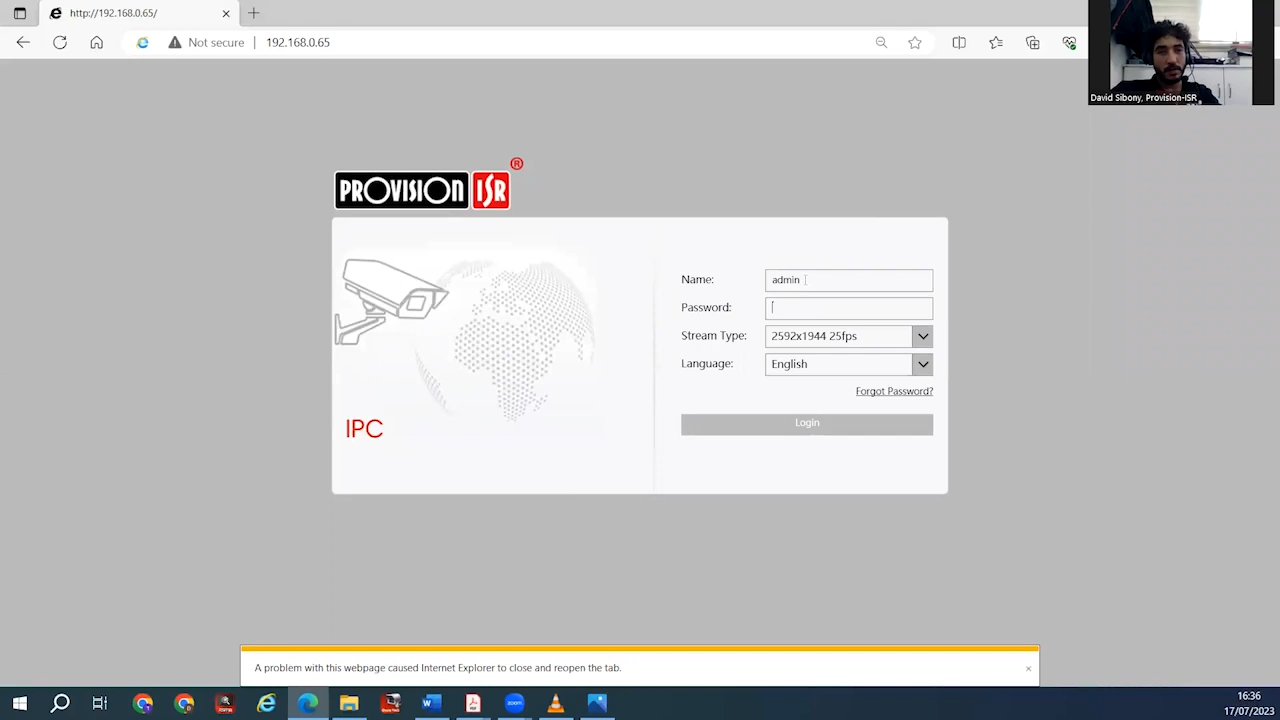 http://192.168.0.65/
Not secure
192.168.0.65
David Sibony, Provision-ISR
®
PROVISION ISR
Name:
admin
Password:
Stream Type:
2592x1944 25fps
Language:
English
Forgot Password?
Login
IPC
A problem with this webpage caused Internet Explorer to close and reopen the tab.
zoom
16:36
17/07/2023